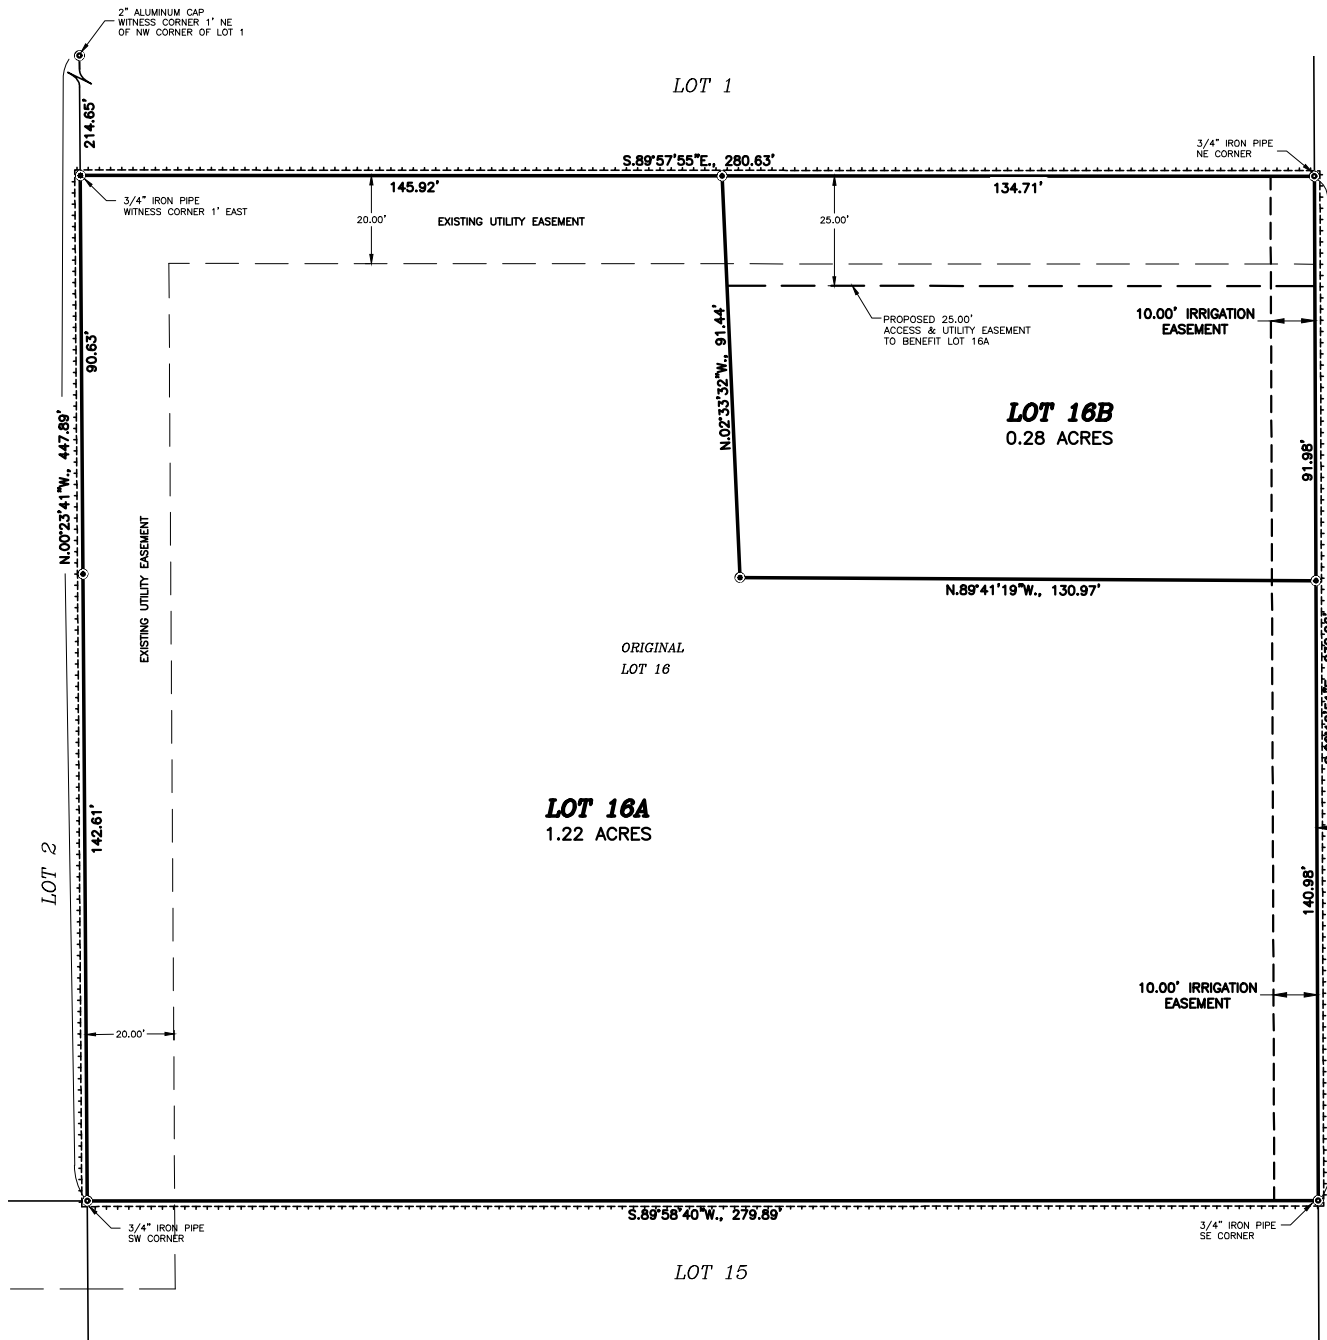 2" ALUMINUM CAP
WITNESS CORNER 1' NE
OF NW CORNER OF LOT 1
LOT 1
214.65'
3/4" IRON PIPE
NE CORNER
S.89°57'55"E., 280.63'
145.92'
134.71'
3/4" IRON PIPE
WITNESS CORNER 1' EAST
20.00'
EXISTING UTILITY EASEMENT
25.00'
PROPOSED 25.00'
ACCESS & UTILITY EASEMENT
TO BENEFIT LOT 16A
10.00' IRRIGATION
EASEMENT
90.63'
N.02°33'32"W., 91.44'
LOT 16B
0.28 ACRES
91.98'
N.00°23'41"W., 447.89'
EXISTING UTILITY EASEMENT
N.89°41'19"W., 130.97'
ORIGINAL
LOT 16
LOT 16A
1.22 ACRES
142.61'
LOT 2
140.98'
10.00' IRRIGATION
EASEMENT
20.00'
S.89°58'40"W., 279.89'
3/4" IRON PIPE
SW CORNER
3/4" IRON PIPE
SE CORNER
LOT 15